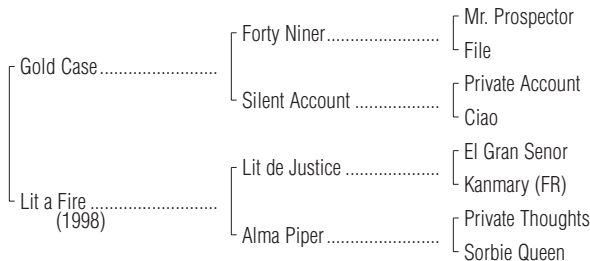 Mr. Prospector
Forty Niner
File
Gold Case
Private Account
Silent Account
Ciao
El Gran Senor
Lit de Justice
Kanmary (FR)
Lit a Fire
(1998)
Private Thoughts
Alma Piper
Sorbie Queen